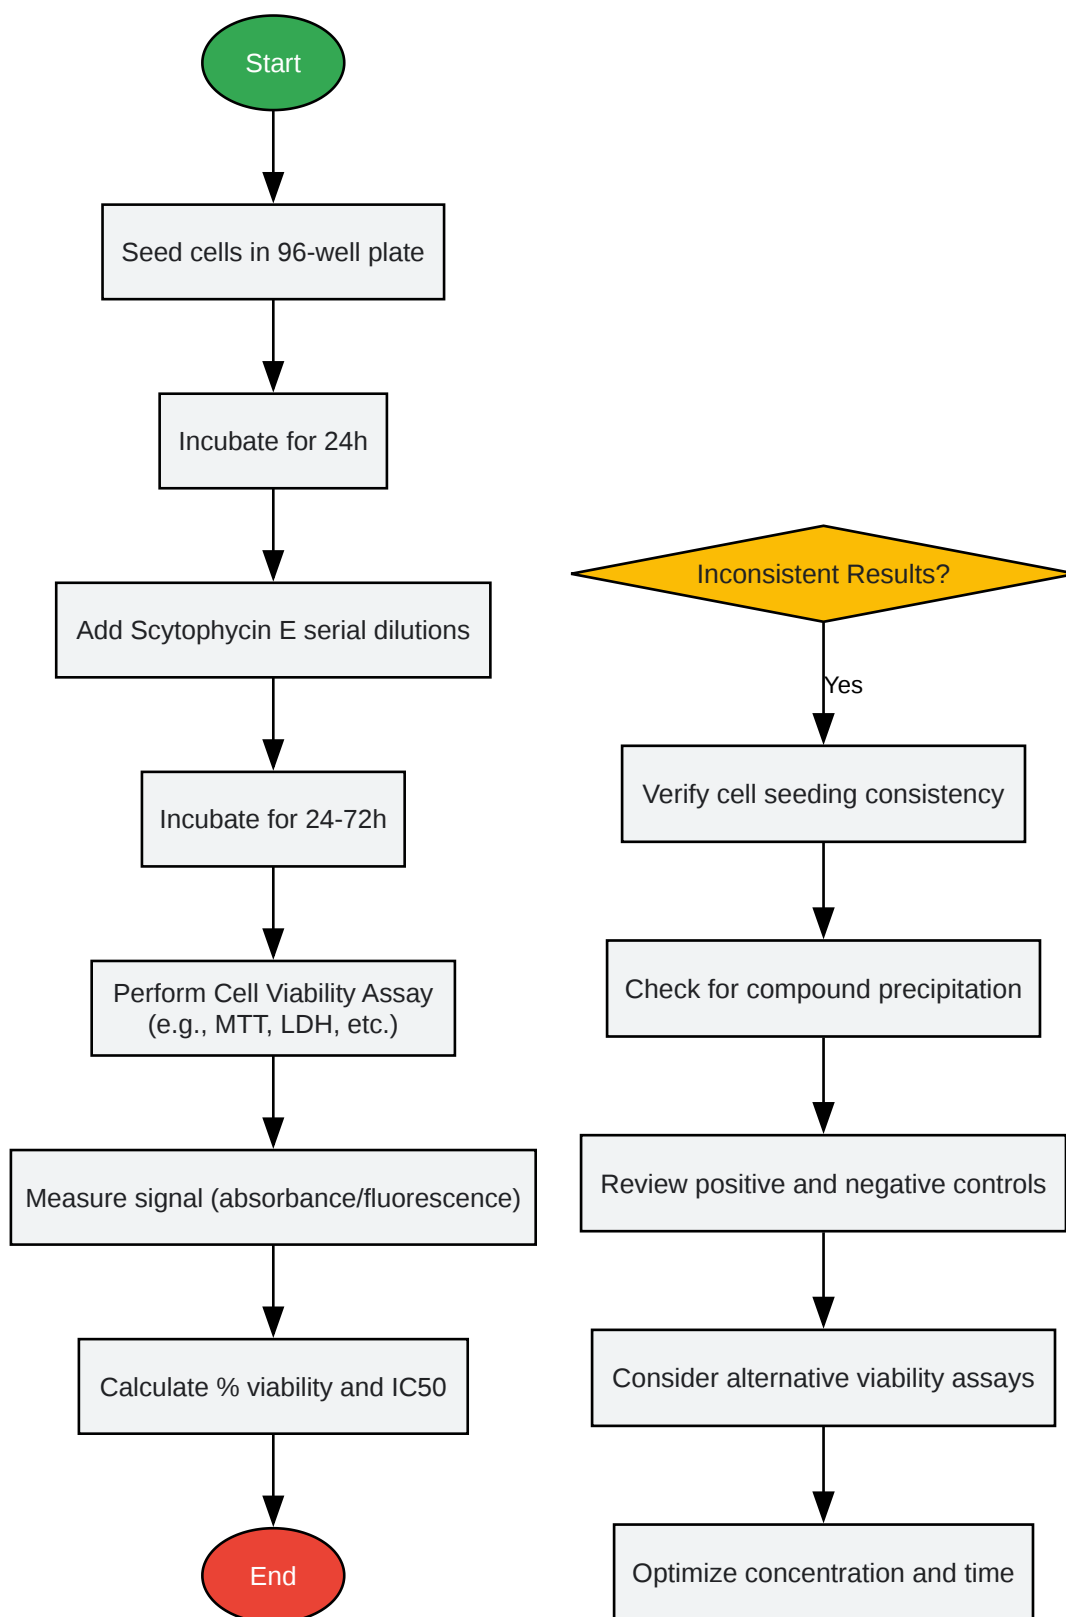 Start
Seed cells in 96-well plate
Incubate for 24h
Add Scytophycin E serial dilutions
Incubate for 24-72h
Perform Cell Viability Assay
(e.g., MTT, LDH, etc.)
Measure signal (absorbance/fluorescence)
Calculate % viability and IC50
End
Inconsistent Results?
Yes
Verify cell seeding consistency
Check for compound precipitation
Review positive and negative controls
Consider alternative viability assays
Optimize concentration and time